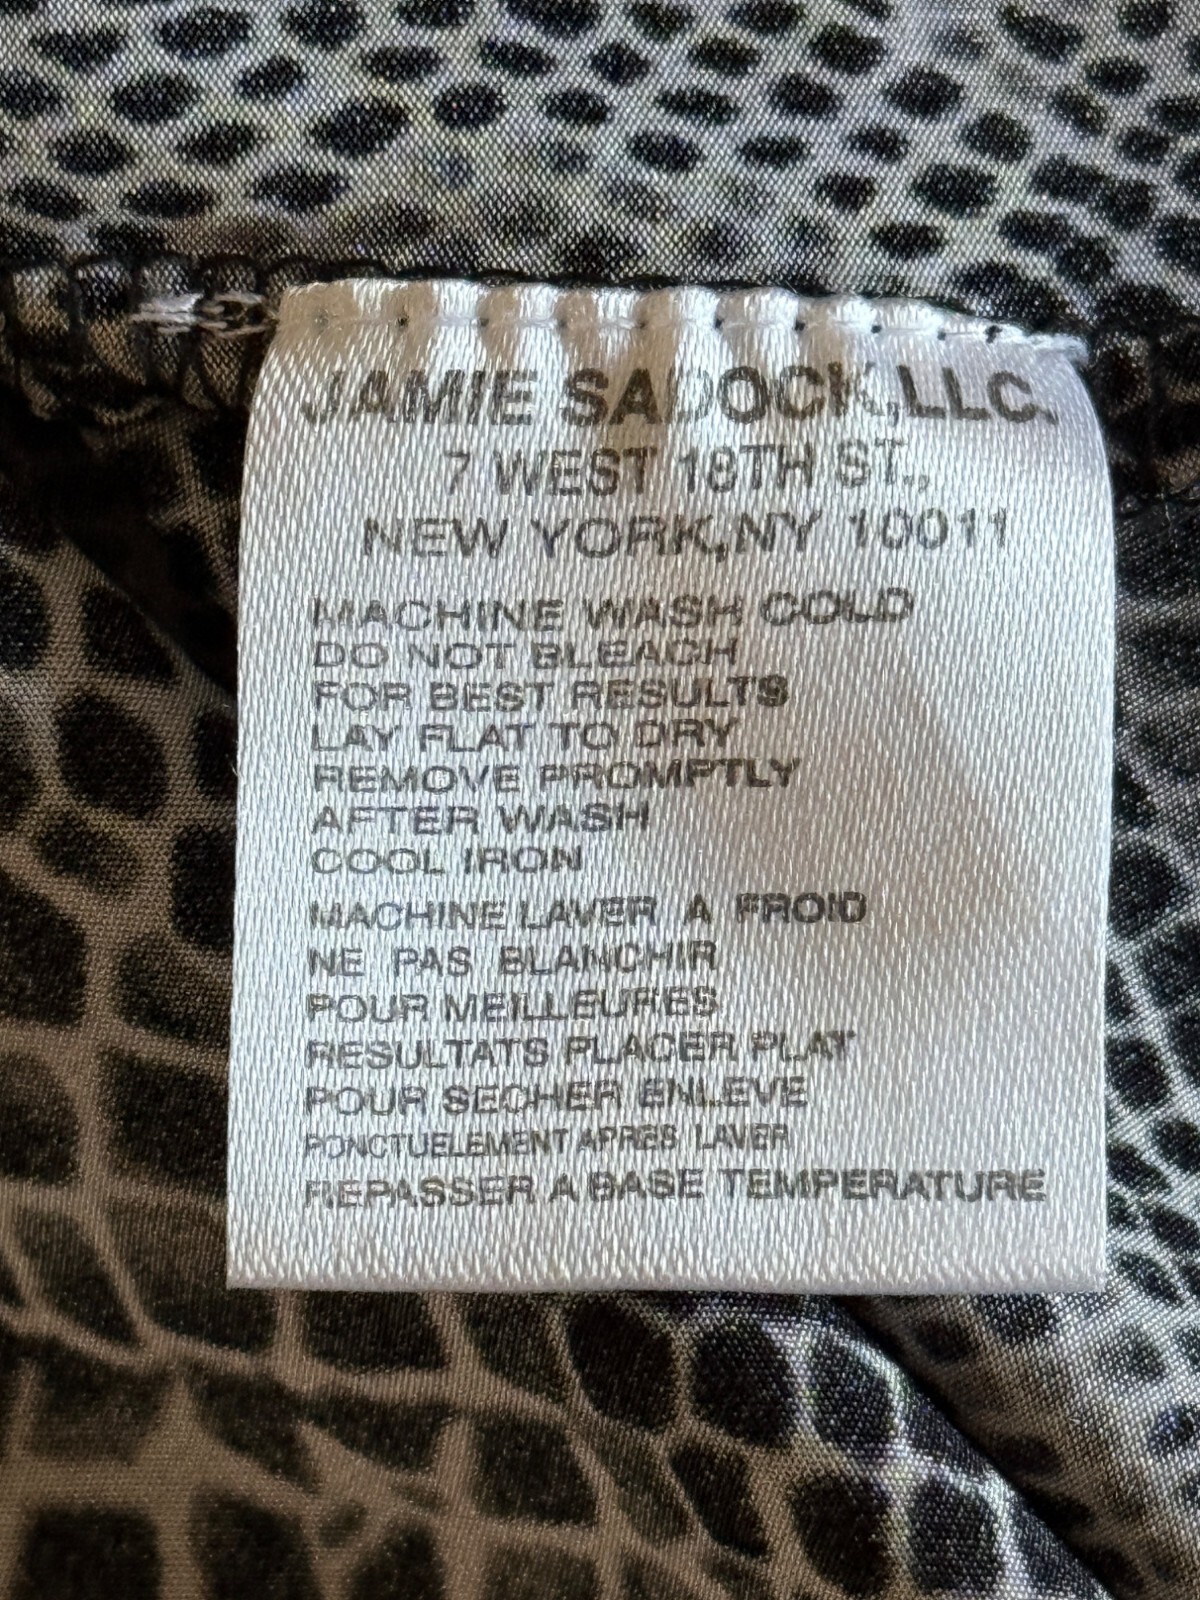 JAMIE SADOCK,LLC.
7 WEST 18TH ST.,
NEW YORK,NY 10011
MACHINE WASH COLD
DO NOT BLEACH
FOR BEST RESULTS
LAY FLAT TO DRY
REMOVE PROMPTLY
AFTER WASH
COOL IRON
MACHINE LAVER A FROID
NE PAS BLANCHIR
POUR MEILLEURES
RESULTATS PLACER PLAT
POUR SECHER ENLEVE
PONCTUELEMENT APRES LAVER
REPASSER A BASE TEMPERATURE